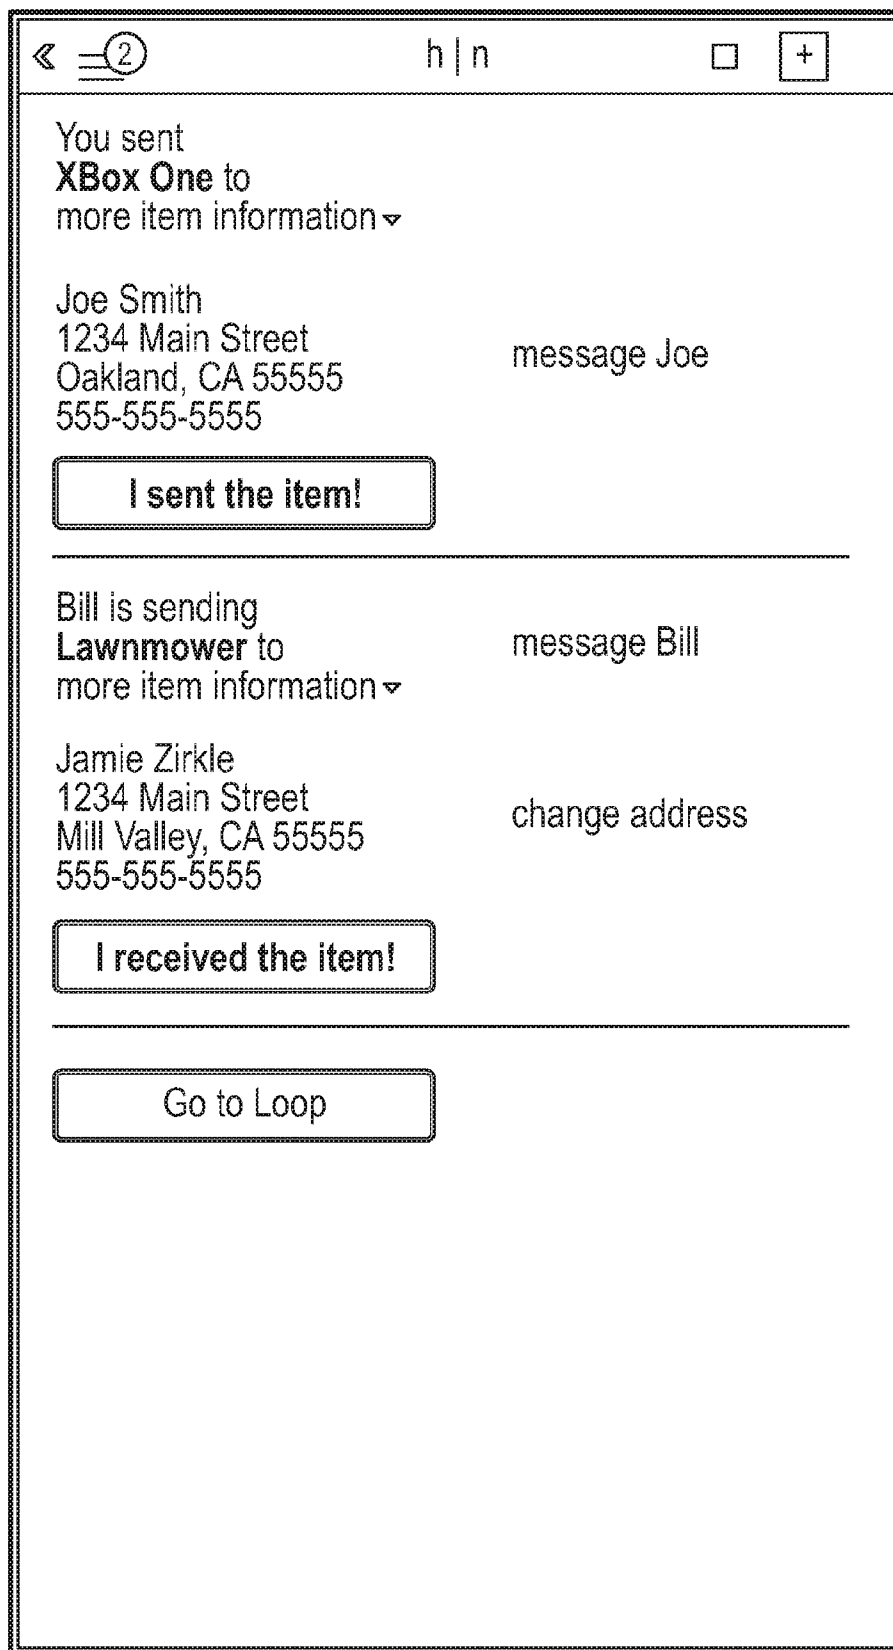 2
h | n
+
You sent
XBox One to
more item information
Joe Smith
1234 Main Street
Oakland, CA 55555
555-555-5555
message Joe
I sent the item!
Bill is sending
Lawnmower to
more item information
message Bill
Jamie Zirkle
1234 Main Street
Mill Valley, CA 55555
555-555-5555
change address
I received the item!
Go to Loop